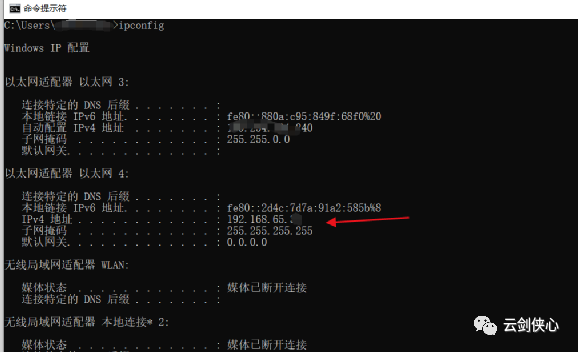 命令提示符
C:\Users\ >ipconfig
Windows IP 配置
以太网适配器 以太网 3:
连接特定的 DNS 后缀 . . . . . . . :
本地链接 IPv6 地址. . . . . . . . : fe80::880a:c95:849f:68f0%20
自动配置 IPv4 地址 . . . . . . . : 240
子网掩码 . . . . . . . . . . . . : 255.255.0.0
默认网关. . . . . . . . . . . . . :
以太网适配器 以太网 4:
连接特定的 DNS 后缀 . . . . . . . :
本地链接 IPv6 地址. . . . . . . . : fe80::2d4c:7d7a:91a2:585b%8
IPv4 地址 . . . . . . . . . . . . : 192.168.65.
子网掩码 . . . . . . . . . . . . : 255.255.255.255
默认网关. . . . . . . . . . . . . : 0.0.0.0
无线局域网适配器 WLAN:
媒体状态 . . . . . . . . . . . . : 媒体已断开连接
连接特定的 DNS 后缀 . . . . . . . :
无线局域网适配器 本地连接* 2:
媒体状态 . . . . . . . . . . . . : 媒体已断开连接
云剑侠心